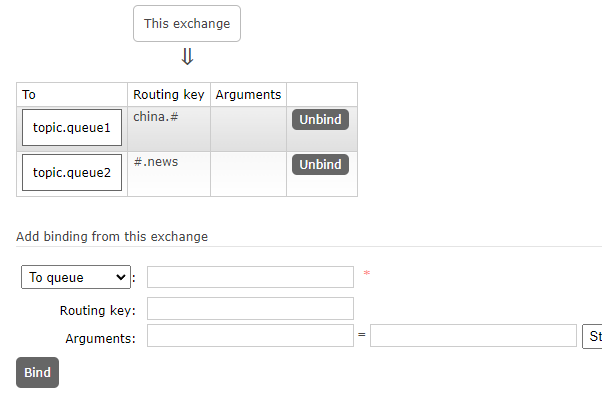 This exchange
⇓
To Routing key Arguments
topic.queue1 china.# Unbind
topic.queue2 #.news Unbind
Add binding from this exchange
To queue : *
Routing key:
Arguments: = St
Bind